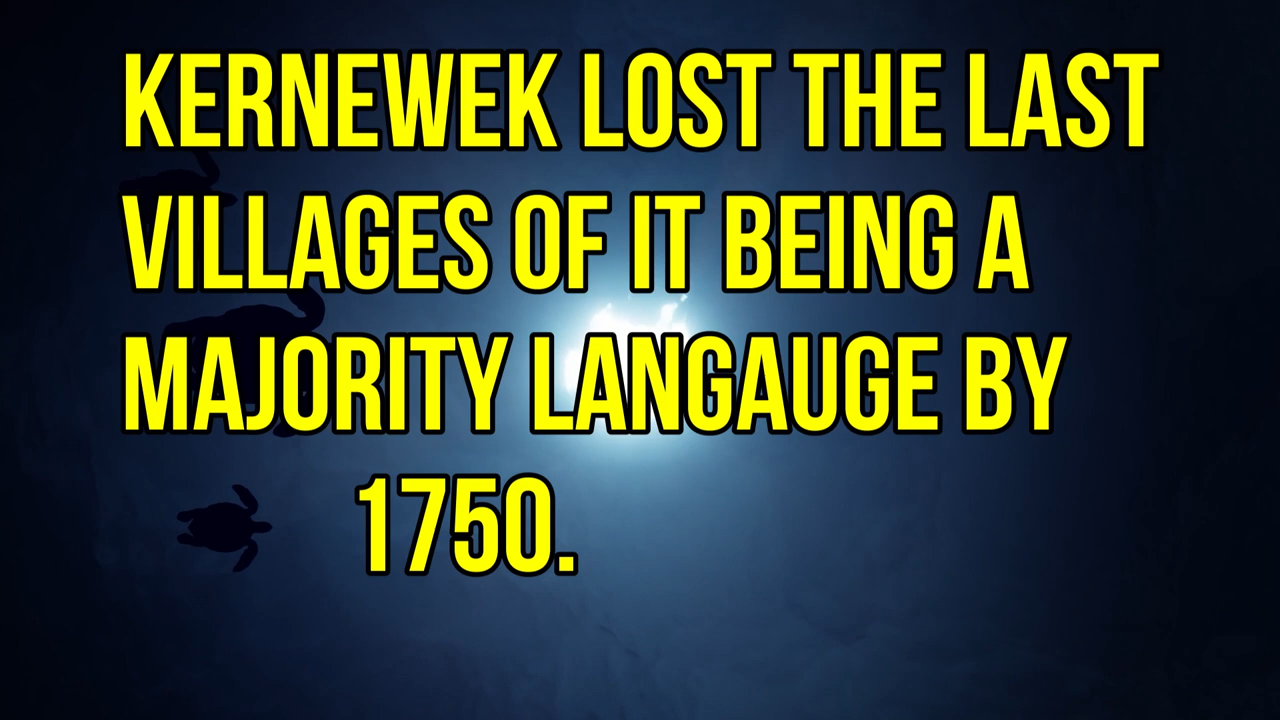 KERNEWEK LOST THE LAST
VILLAGES OF IT BEING A
MAJORITY LANGAUGE BY
1750.